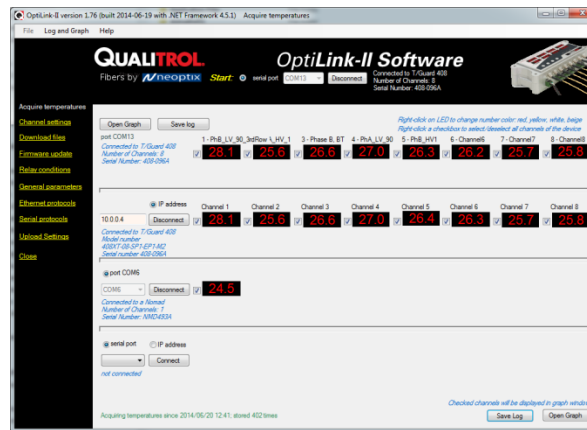 OptiLink-II version 1.76 (built 2014-06-19 with .NET Framework 4.5.1)   Acquire temperatures
File   Log and Graph   Help
QUALITROL
OptiLink-II Software
Fibers by neoptix   Start:   serial port   COM13   Disconnect
Connected to T/Guard 408
Number of Channels: 8
Serial Number: 408-096A
Acquire temperatures
Channel settings
Download files
Firmware update
Relay conditions
General parameters
Ethernet protocols
Serial protocols
Upload Settings
Close
Open Graph   Save log
Right-click on LED to change number color: red, yellow, white, beige
Right-click a checkbox to select/deselect all channels of the device
port COM13
Connected to T/Guard 408
Number of Channels: 8
Serial Number: 408-096A
1 - PhB_LV_90_3rdRow   HV_1   3 - Phase B, BT   4 - PhA_LV_90   5 - PhB_HV1   6 - Channel6   7 - Channel7   8 - Channel8
28.1   25.6   26.6   27.0   26.3   26.2   25.7   25.8
IP address
Channel 1   Channel 2   Channel 3   Channel 4   Channel 5   Channel 6   Channel 7   Channel 8
10.0.0.4   Disconnect   28.1   25.6   26.6   27.0   26.4   26.3   25.7   25.8
Connected to T/Guard 408
Model number
408XT-08-SP1-EP1-M2
Serial number 408-096A
port COM6
COM6   Disconnect   24.5
Connected to a Nomad
Number of Channels: 1
Serial Number: NMD493A
serial port   IP address
Connect
not connected
Checked channels will be displayed in graph window
Acquiring temperatures since 2014/06/20 12:41; stored 402 times
Save Log   Open Graph